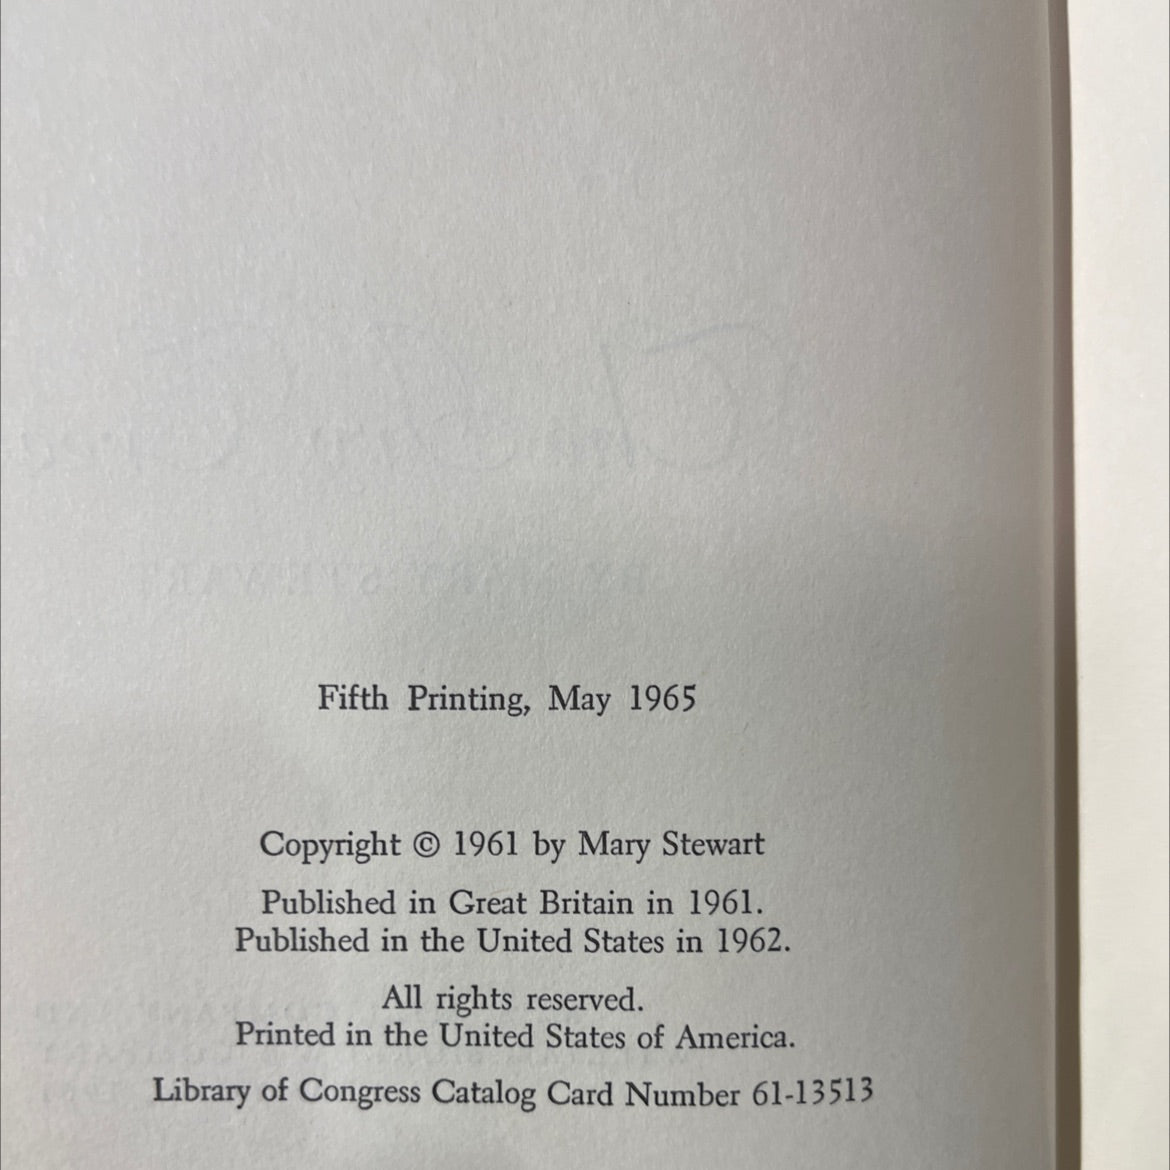 Fifth Printing, May 1965
Copyright © 1961 by Mary Stewart
Published in Great Britain in 1961.
Published in the United States in 1962.
All rights reserved.
Printed in the United States of America.
Library of Congress Catalog Card Number 61-13513